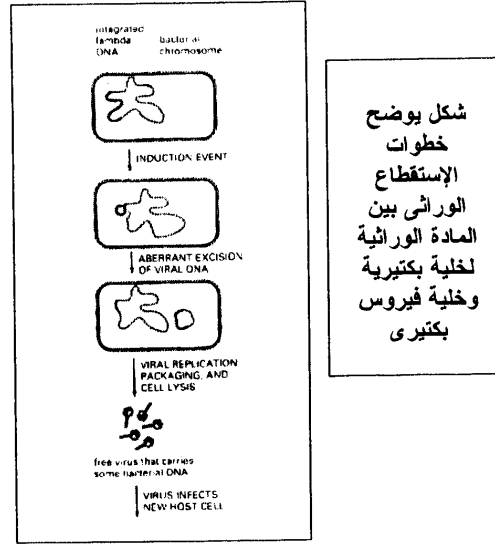 integrated
lambda bacterial
DNA chromosome
INDUCTION EVENT
ABERRANT EXCISION
OF VIRAL DNA
VIRAL REPLICATION
PACKAGING, AND
CELL LYSIS
free virus that carries
some bacterial DNA
VIRUS INFECTS
NEW HOST CELL
شكل يوضح
خطوات
الإستقطاع
الوراثى بين
المادة الوراثية
لخلية بكتيرية
وخلية فيروس
بكتيرى